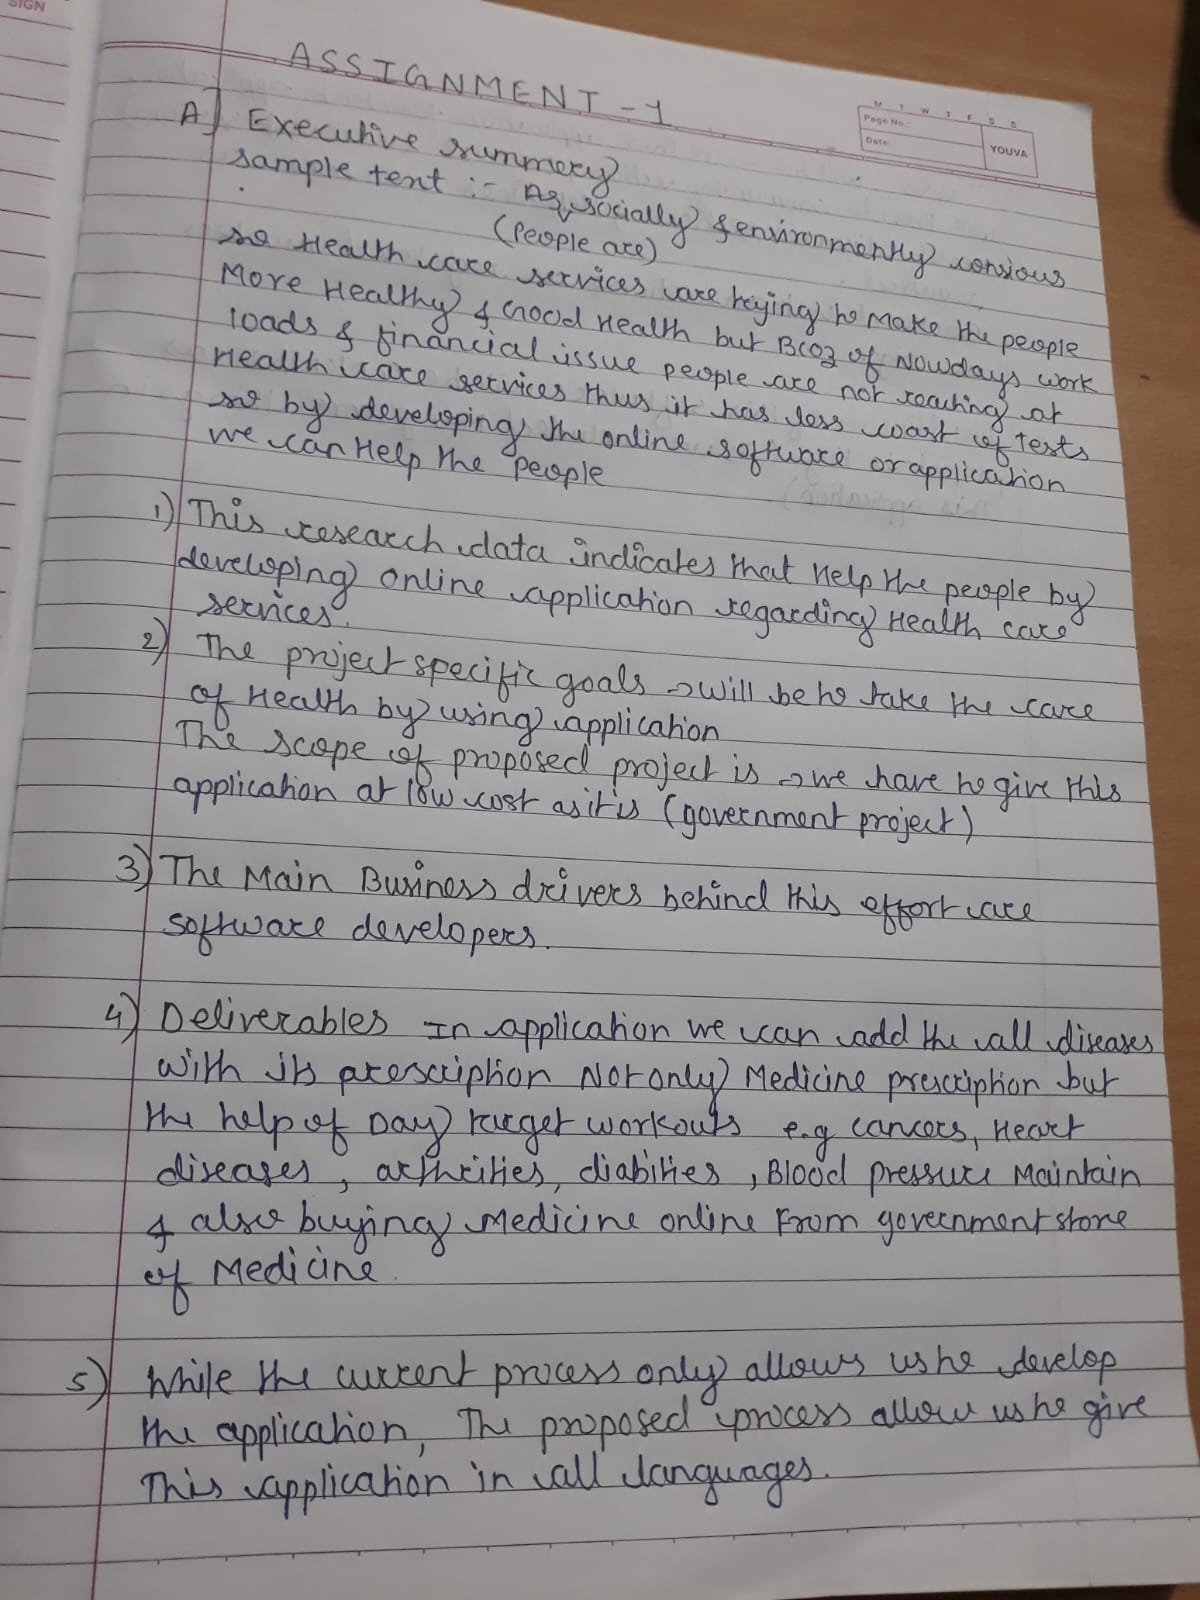 SIGN
ASSIGNMENT - 1
M T W T F S S
Page No.:
Date:
YOUVA
A] Executive summery
sample tent :- As socially & environmently consious
(People are)
so Health care services are trying to Make the people
More Healthy & Good Health but Bcoz of Nowdays work
loads & financial issue people are not reaching at
Health care services thus it has less coast of Tests
so by developing the online software or application
we can Help the people
1) This research data indicates that Help the people by
developing online application regarding Health care
services.
2) The project specific goals → will be to take the care
of Health by using application
The scope of proposed project is → we have to give this
application at low cost as it is (government project)
3) The Main Business drivers behind this effort are
software developers.
4) Deliverables In application we can add the all diseases
with its prescription Not only Medicine prescription but
the help of Day target workouts e.g cancers, Heart
diseases, arthrities, diabities, Blood pressure Maintain
& also buying medicine online From government store
of Medicine.
5) While the current process only allows us to develop
the application, The proposed process allow us to give
This application in all languages.